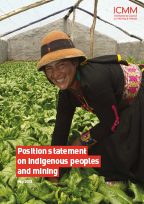 ICMM
Position statement
on indigenous peoples
and mining